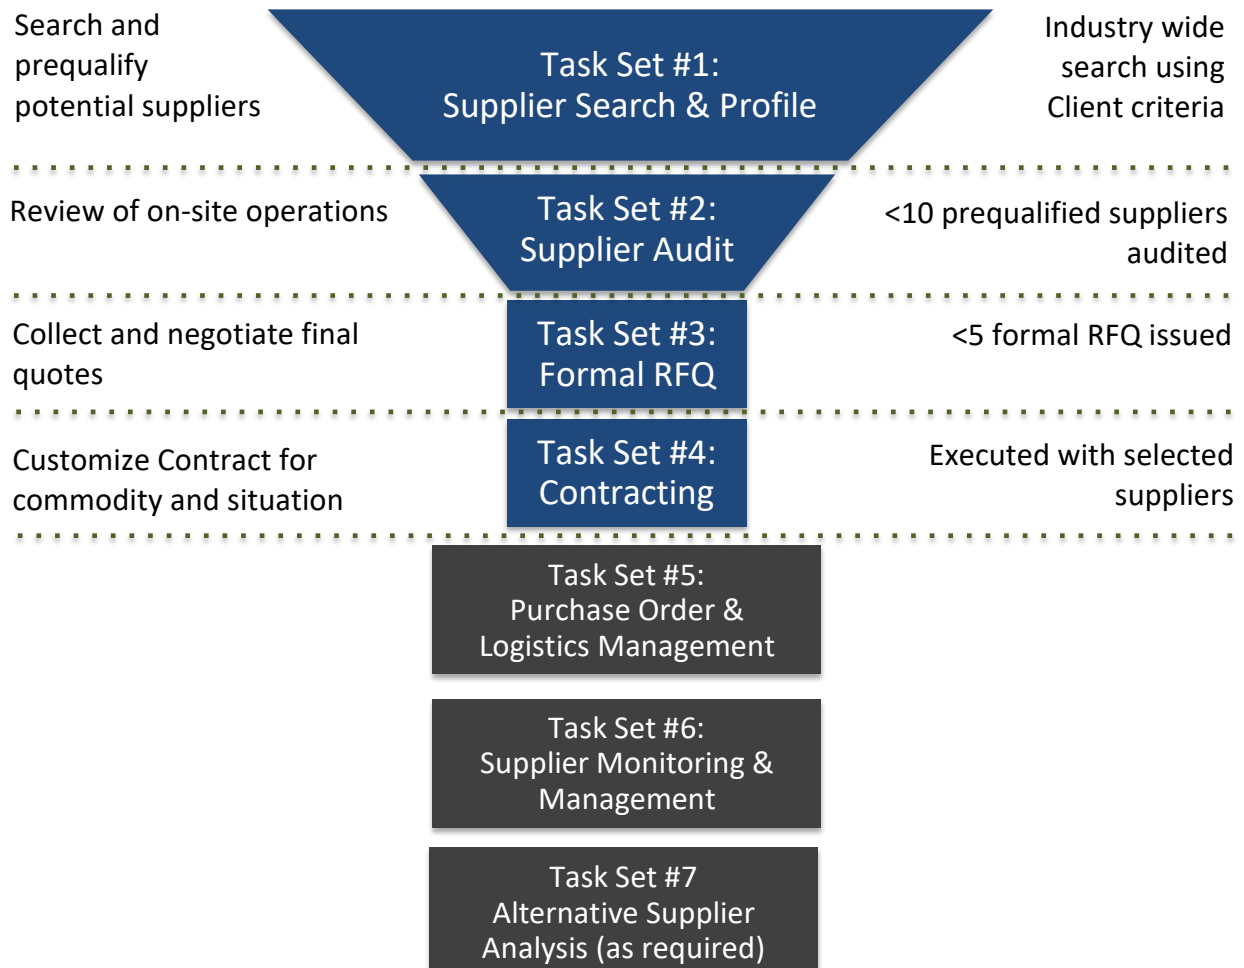 Search and
prequalify
potential suppliers
Task Set #1:
Supplier Search & Profile
Industry wide
search using
Client criteria
Review of on-site operations
Task Set #2:
Supplier Audit
<10 prequalified suppliers
audited
Collect and negotiate final
quotes
Task Set #3:
Formal RFQ
<5 formal RFQ issued
Customize Contract for
commodity and situation
Task Set #4:
Contracting
Executed with selected
suppliers
Task Set #5:
Purchase Order &
Logistics Management
Task Set #6:
Supplier Monitoring &
Management
Task Set #7
Alternative Supplier
Analysis (as required)